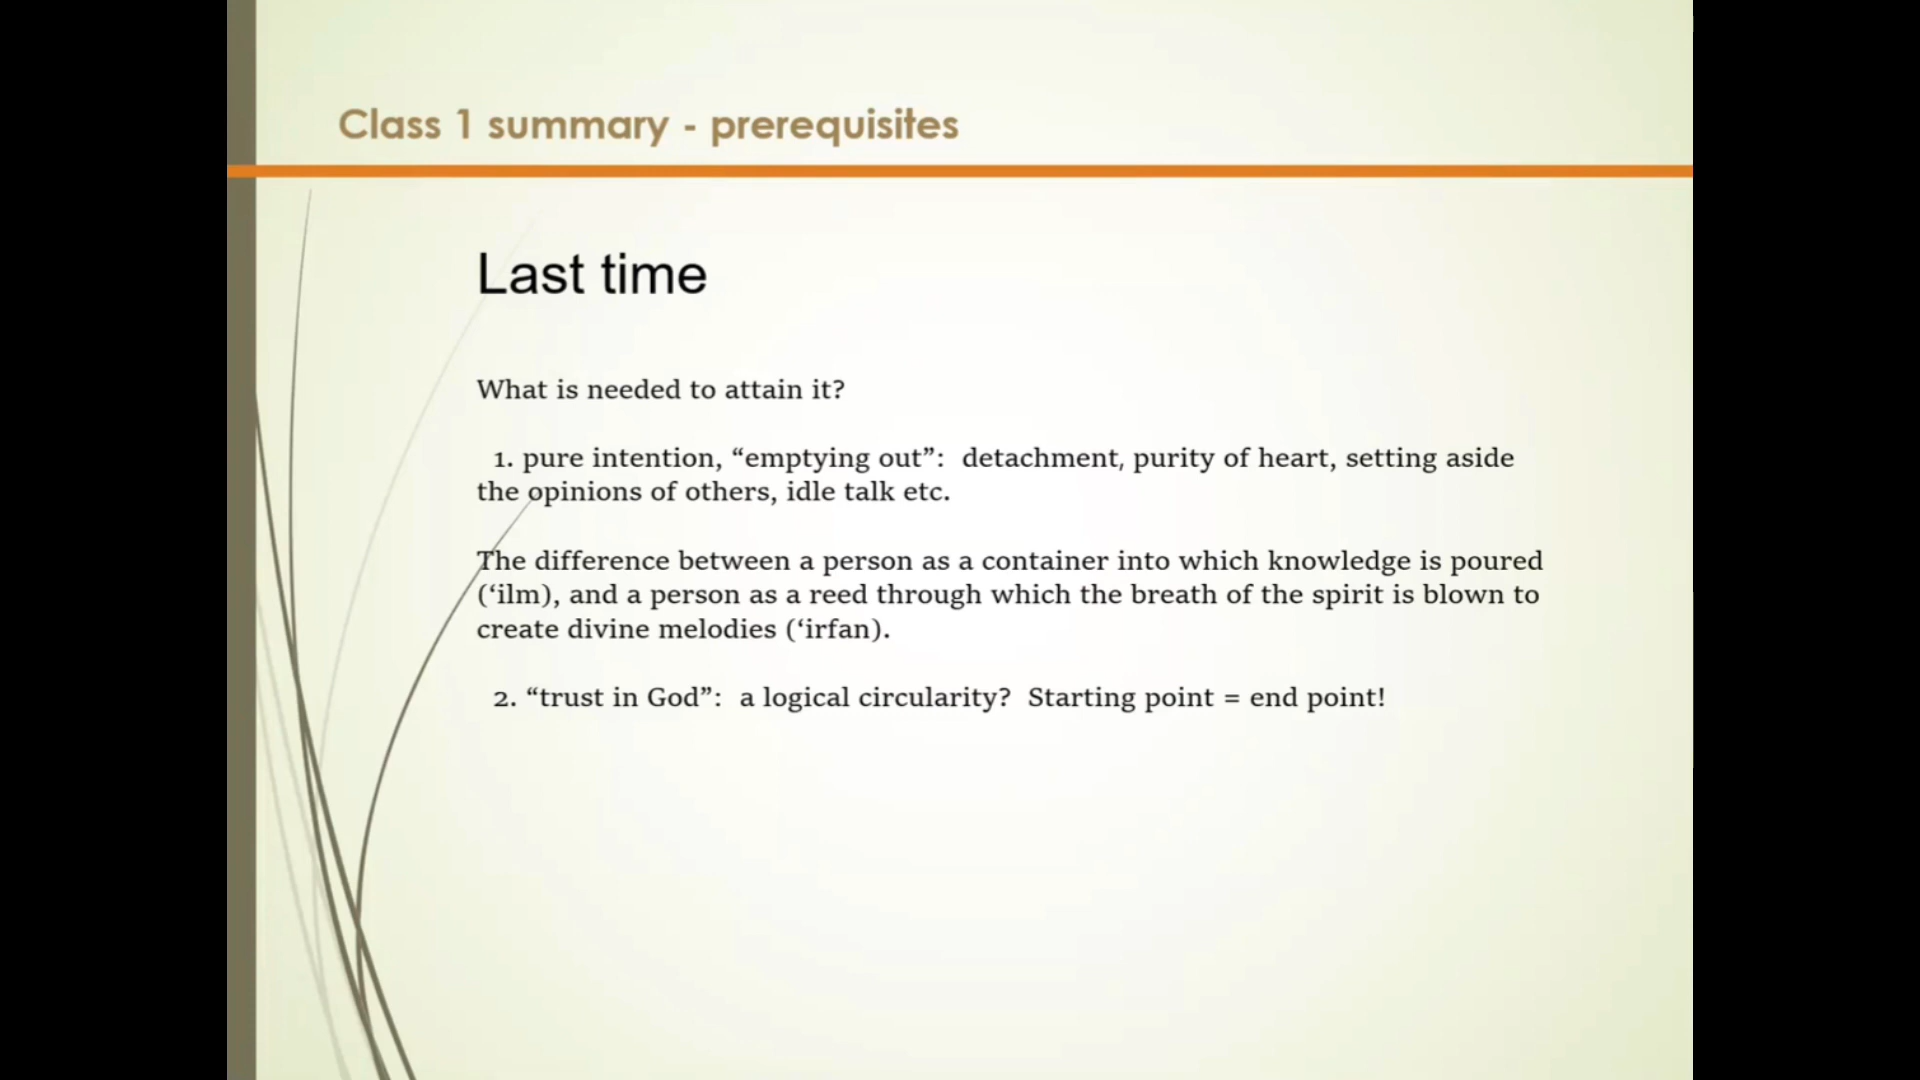 Class 1 summary - prerequisites
Last time
What is needed to attain it?
1. pure intention, “emptying out”:  detachment, purity of heart, setting aside
the opinions of others, idle talk etc.
The difference between a person as a container into which knowledge is poured
(‘ilm), and a person as a reed through which the breath of the spirit is blown to
create divine melodies (‘irfan).
2. “trust in God”:  a logical circularity?  Starting point = end point!